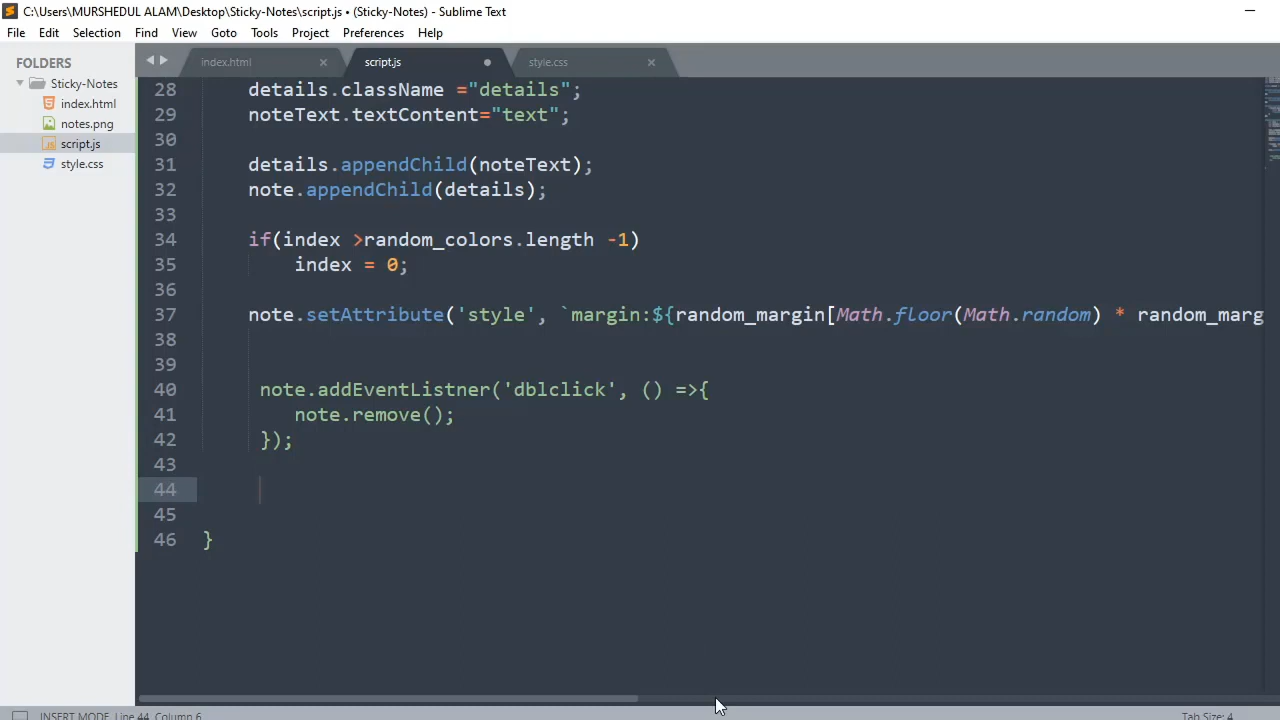 C:\Users\MURSHEDUL ALAM\Desktop\Sticky-Notes\script.js • (Sticky-Notes) - Sublime Text
File Edit Selection Find View Goto Tools Project Preferences Help
FOLDERS
Sticky-Notes
index.html
notes.png
script.js
style.css
index.html script.js style.css
28 details.className ="details";
29 noteText.textContent="text";
30
31 details.appendChild(noteText);
32 note.appendChild(details);
33
34 if(index >random_colors.length -1)
35 index = 0;
36
37 note.setAttribute('style', `margin:${random_margin[Math.floor(Math.random) * random_marg
38
39
40 note.addEventListner('dblclick', () =>{
41 note.remove();
42 });
43
44
45
46 }
INSERT MODE, Line 44, Column 6 Tab Size: 4